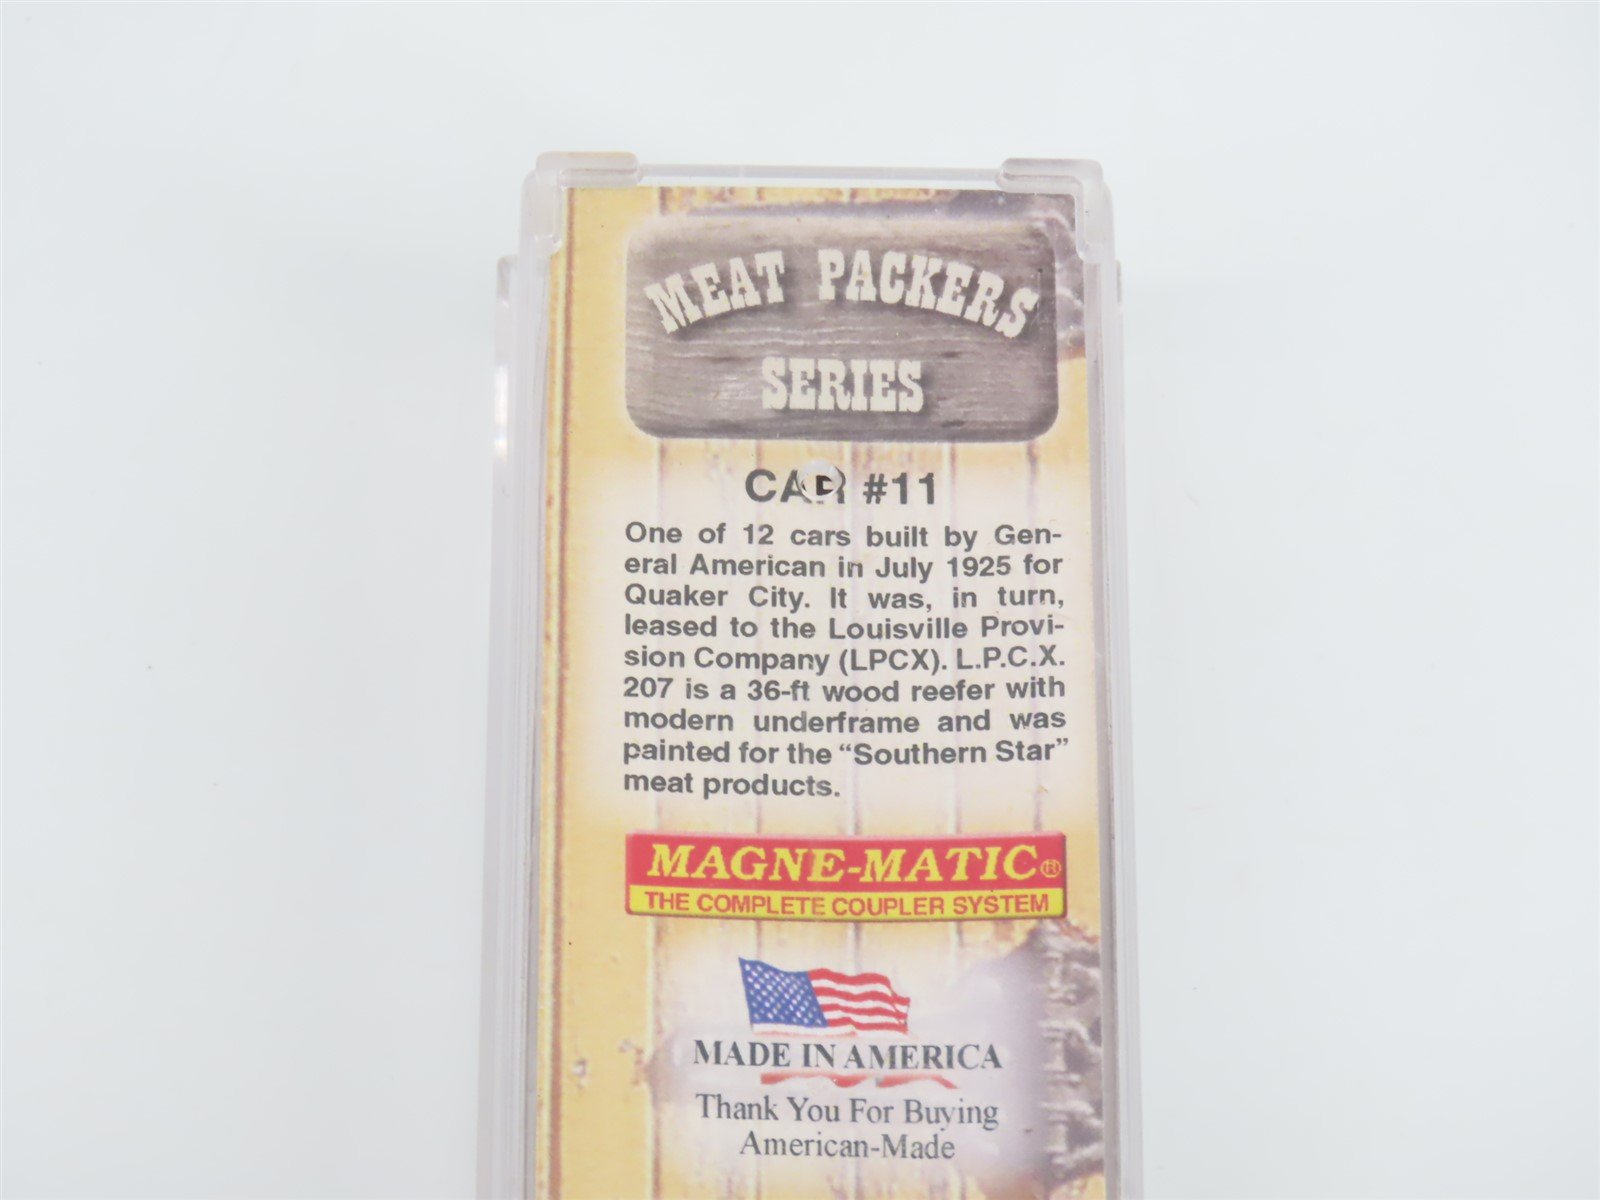 MEAT PACKERS
SERIES
CAR #11
One of 12 cars built by Gen-
eral American in July 1925 for
Quaker City. It was, in turn,
leased to the Louisville Provi-
sion Company (LPCX). L.P.C.X.
207 is a 36-ft wood reefer with
modern underframe and was
painted for the “Southern Star”
meat products.
MAGNE-MATIC®
THE COMPLETE COUPLER SYSTEM
MADE IN AMERICA
Thank You For Buying
American-Made